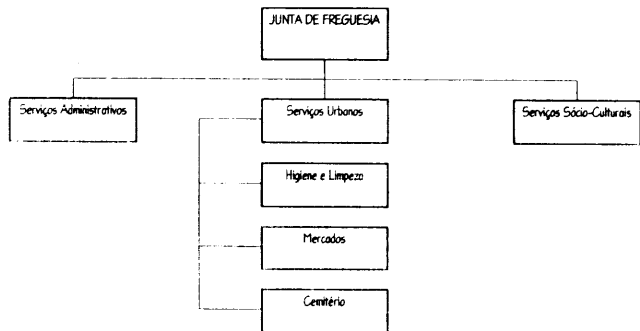 JUNTA DE FREGUESIA
Serviços Administrativos
Serviços Urbanos
Serviços Sócio-Culturais
Higiene e Limpeza
Mercados
Cemitério